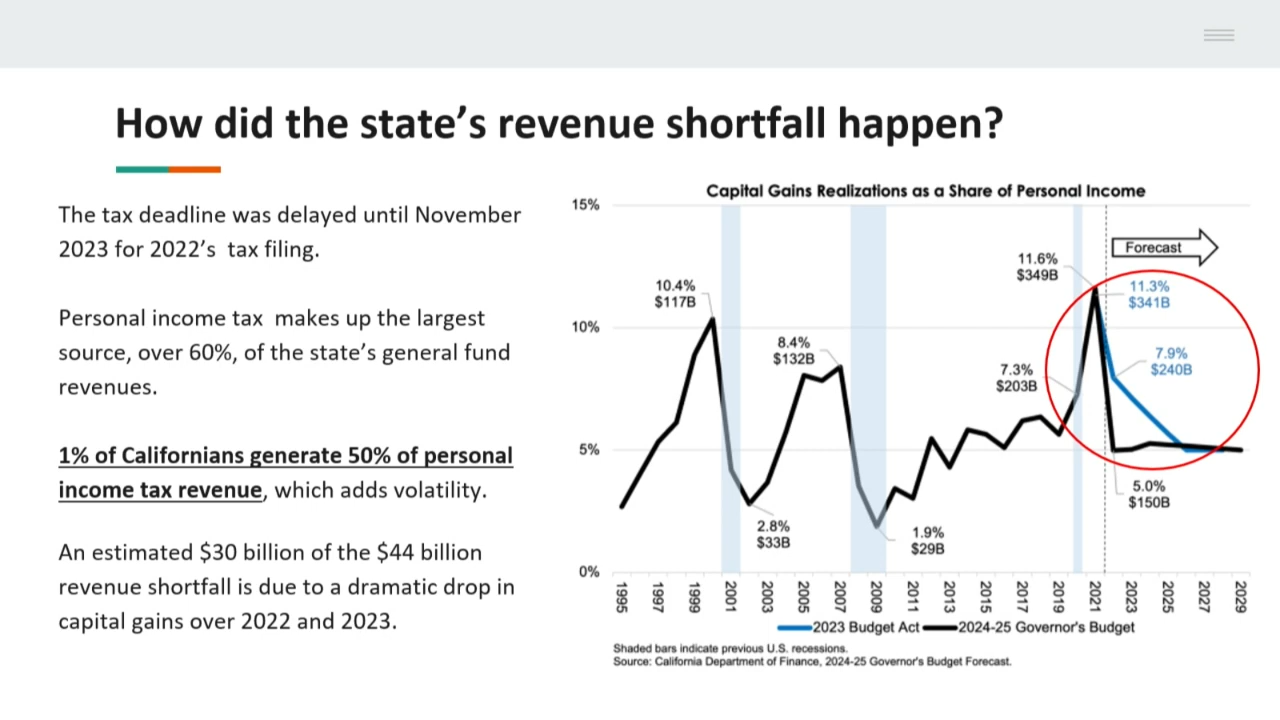 How did the state's revenue shortfall happen?
The tax deadline was delayed until November
2023 for 2022's  tax filing.
Personal income tax  makes up the largest
source, over 60%, of the state's general fund
revenues.
1% of Californians generate 50% of personal
income tax revenue, which adds volatility.
An estimated $30 billion of the $44 billion
revenue shortfall is due to a dramatic drop in
capital gains over 2022 and 2023.
Capital Gains Realizations as a Share of Personal Income
15%
10%
5%
0%
10.4%
$117B
2.8%
$33B
8.4%
$132B
1.9%
$29B
7.3%
$203B
11.6%
$349B
Forecast
11.3%
$341B
7.9%
$240B
5.0%
$150B
1995
1997
1999
2001
2003
2005
2007
2009
2011
2013
2015
2017
2019
2021
2023
2025
2027
2029
2023 Budget Act
2024-25 Governor's Budget
Shaded bars indicate previous U.S. recessions.
Source: California Department of Finance, 2024-25 Governor's Budget Forecast.